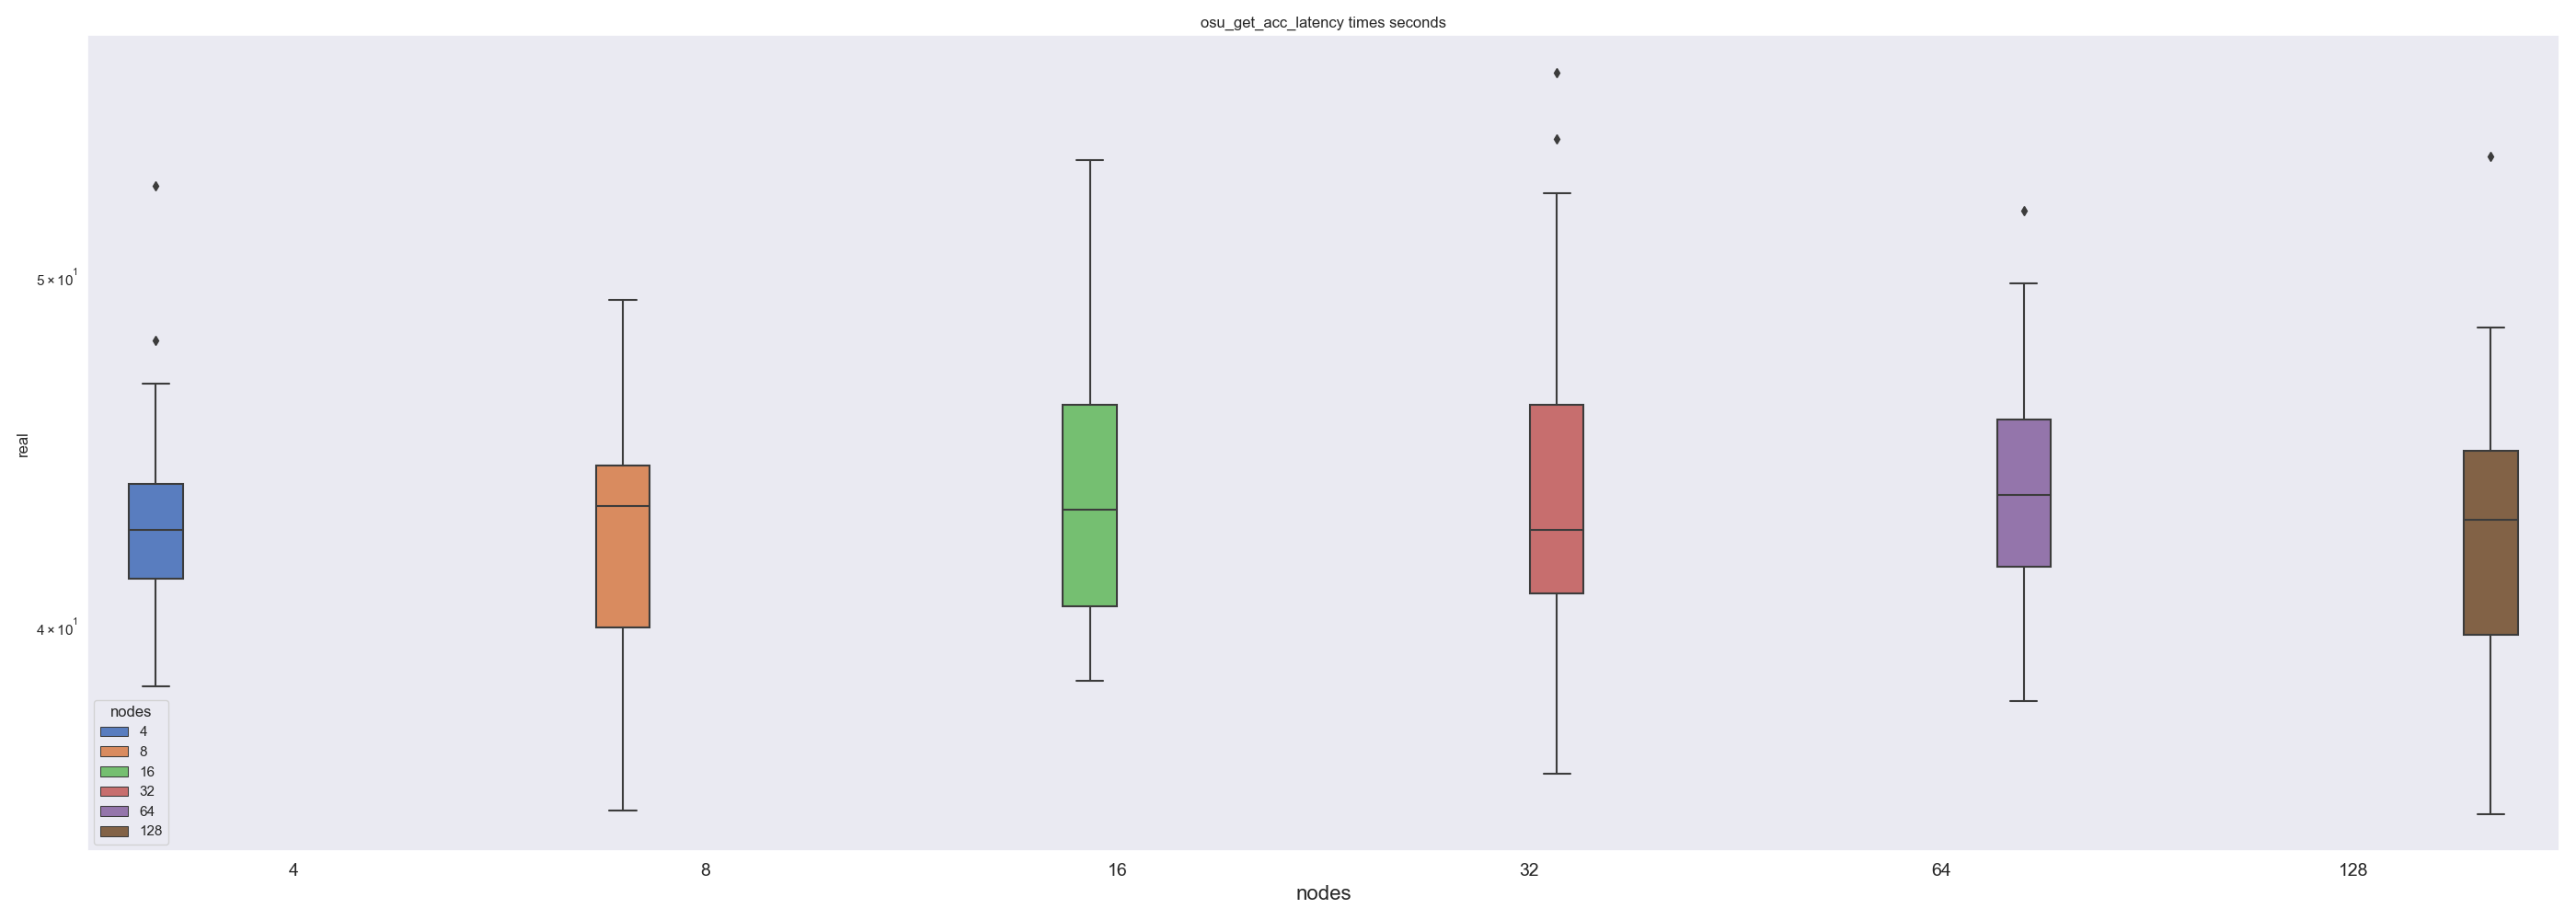 osu_get_acc_latency times seconds
5 × 10¹
4 × 10¹
real
nodes
4
8
16
32
64
128
4 8 16 32 64 128
nodes